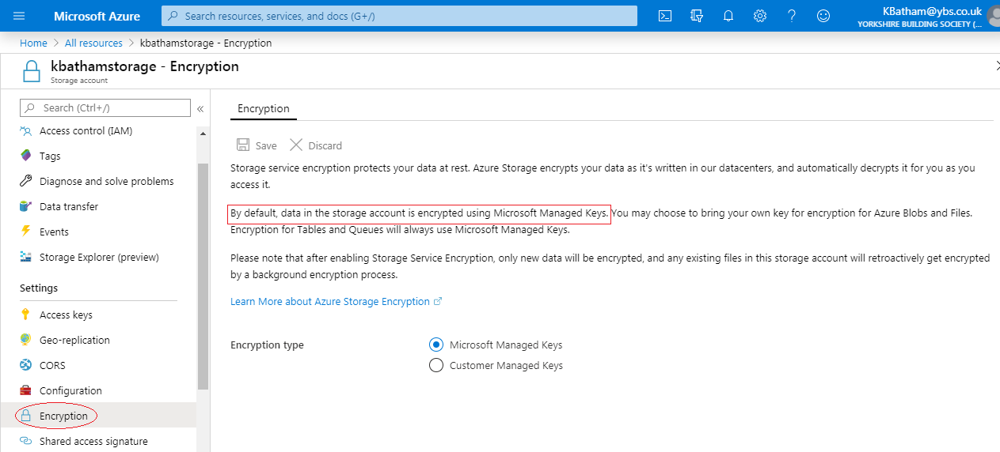 Microsoft Azure
Search resources, services, and docs (G+/)
KBatham@ybs.co.uk
YORKSHIRE BUILDING SOCIETY (...
Home > All resources > kbathamstorage - Encryption
kbathamstorage - Encryption
Storage account
Search (Ctrl+/)
«
Access control (IAM)
Tags
Diagnose and solve problems
Data transfer
Events
Storage Explorer (preview)
Settings
Access keys
Geo-replication
CORS
Configuration
Encryption
Shared access signature
Encryption
Save
Discard
Storage service encryption protects your data at rest. Azure Storage encrypts your data as it's written in our datacenters, and automatically decrypts it for you as you
access it.
By default, data in the storage account is encrypted using Microsoft Managed Keys. You may choose to bring your own key for encryption for Azure Blobs and Files.
Encryption for Tables and Queues will always use Microsoft Managed Keys.
Please note that after enabling Storage Service Encryption, only new data will be encrypted, and any existing files in this storage account will retroactively get encrypted
by a background encryption process.
Learn More about Azure Storage Encryption
Encryption type
Microsoft Managed Keys
Customer Managed Keys